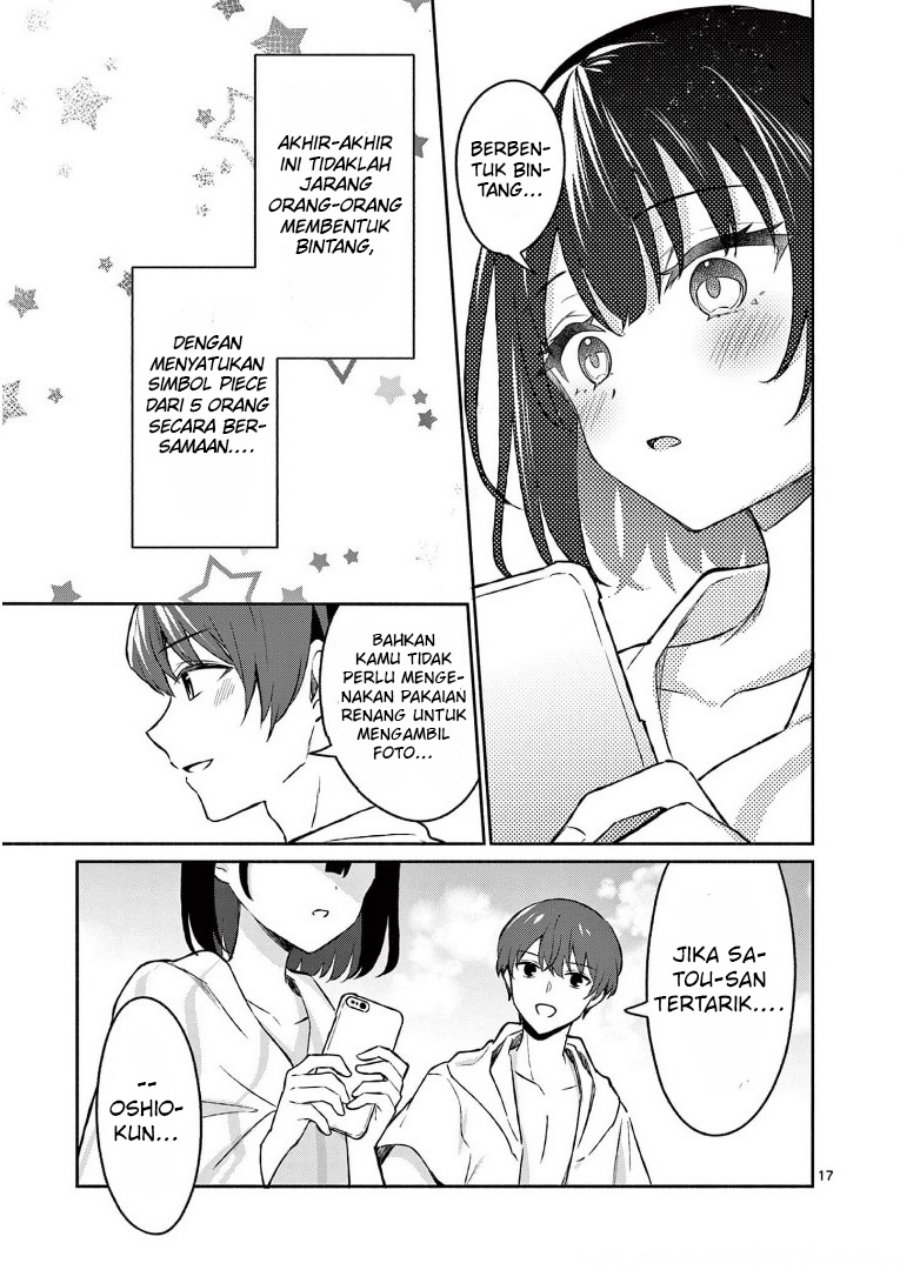 BERBEN-
TUK BIN-
TANG...
AKHIR-AKHIR
INI TIDAKLAH
JARANG
ORANG-ORANG
MEMBENTUK
BINTANG,
DENGAN
MENYATUKAN
SIMBOL PIECE
DARI 5 ORANG
SECARA BER-
SAMAAN....
BAHKAN
KAMU TIDAK
PERLU MENGE-
NAKAN PAKAIAN
RENANG UNTUK
MENGAMBIL
FOTO...
JIKA SA-
TOU-SAN
TERTARIK....
--
OSHIO-
KUN...
17